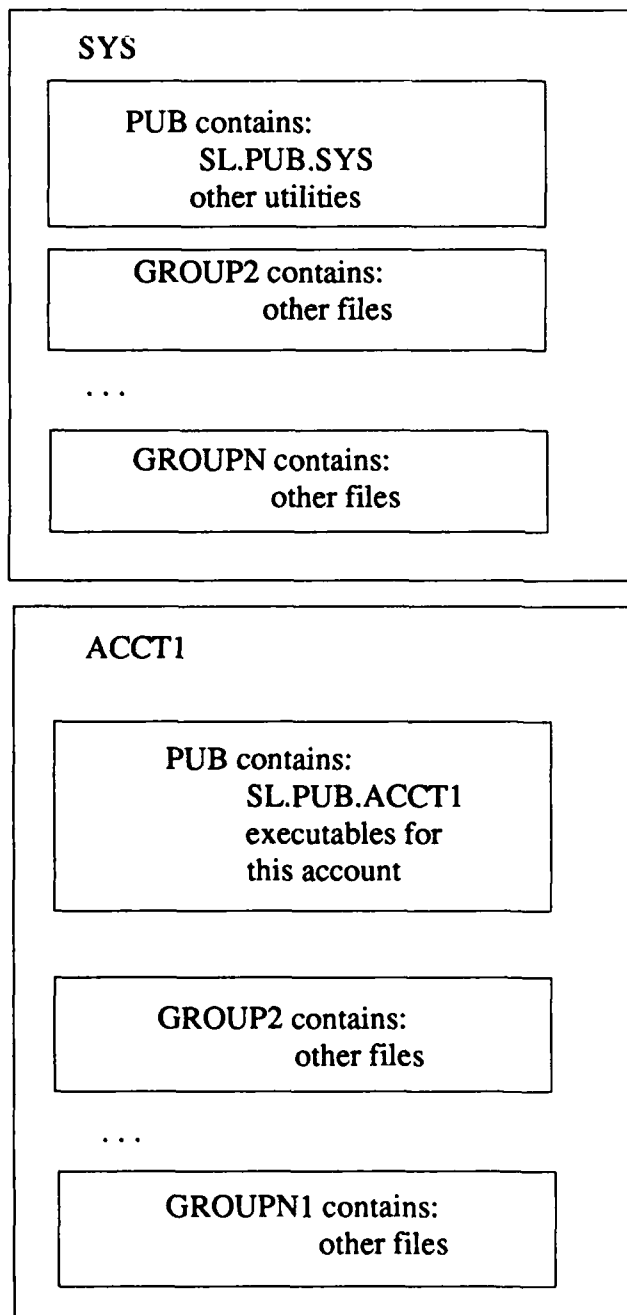 SYS
PUB contains:
SL.PUB.SYS
other utilities
GROUP2 contains:
other files
. . .
GROUPN contains:
other files
ACCT1
PUB contains:
SL.PUB.ACCT1
executables for
this account
GROUP2 contains:
other files
. . .
GROUPN1 contains:
other files